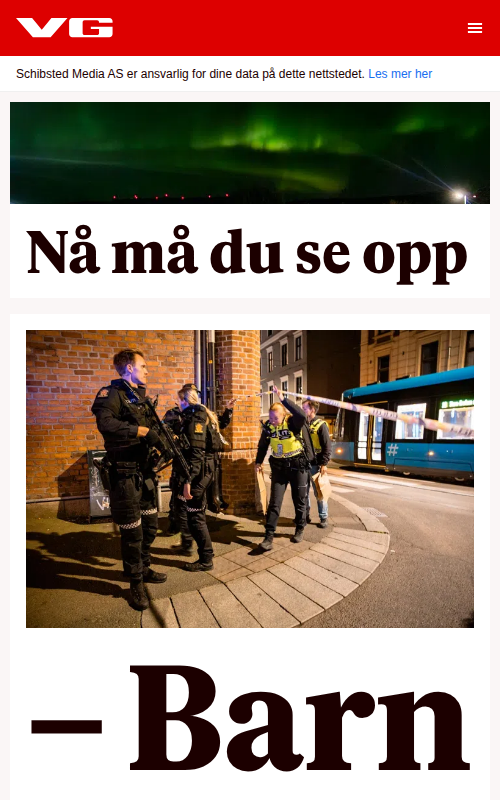 VG
Schibsted Media AS er ansvarlig for dine data på dette nettstedet. Les mer her
Nå må du se opp
#
– Barn